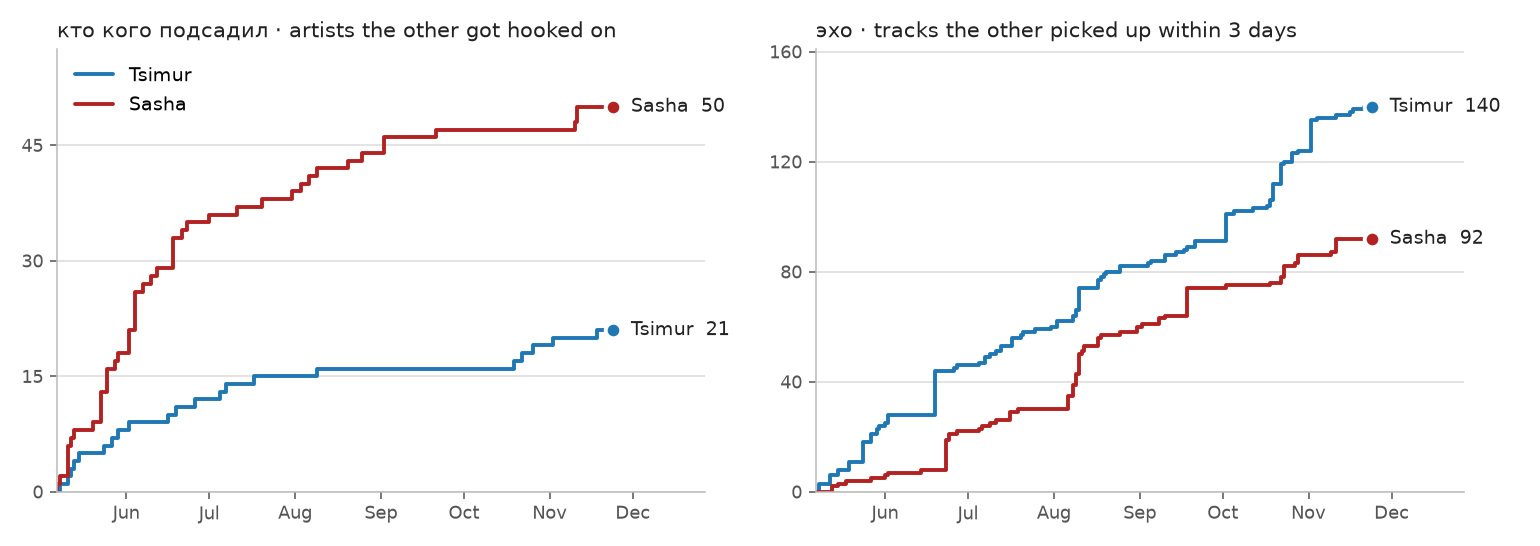 кто кого подсадил · artists the other got hooked on
Tsimur
Sasha
Sasha 50
Tsimur 21
45
30
15
0
Jun Jul Aug Sep Oct Nov Dec
эхо · tracks the other picked up within 3 days
160
120
80
40
0
Tsimur 140
Sasha 92
Jun Jul Aug Sep Oct Nov Dec